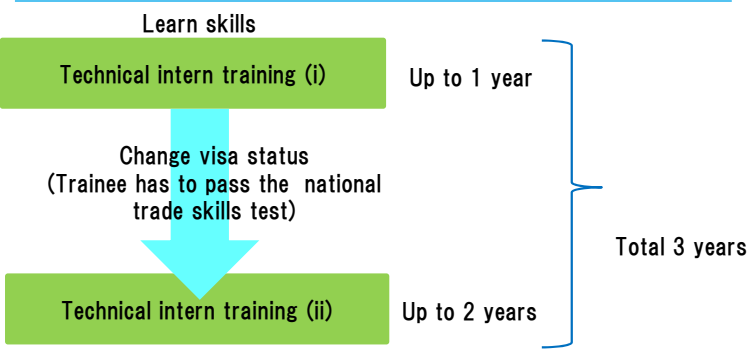 Learn skills
Technical intern training (i)
Up to 1 year
Change visa status
(Trainee has to pass the national
trade skills test)
Total 3 years
Technical intern training (ii)
Up to 2 years